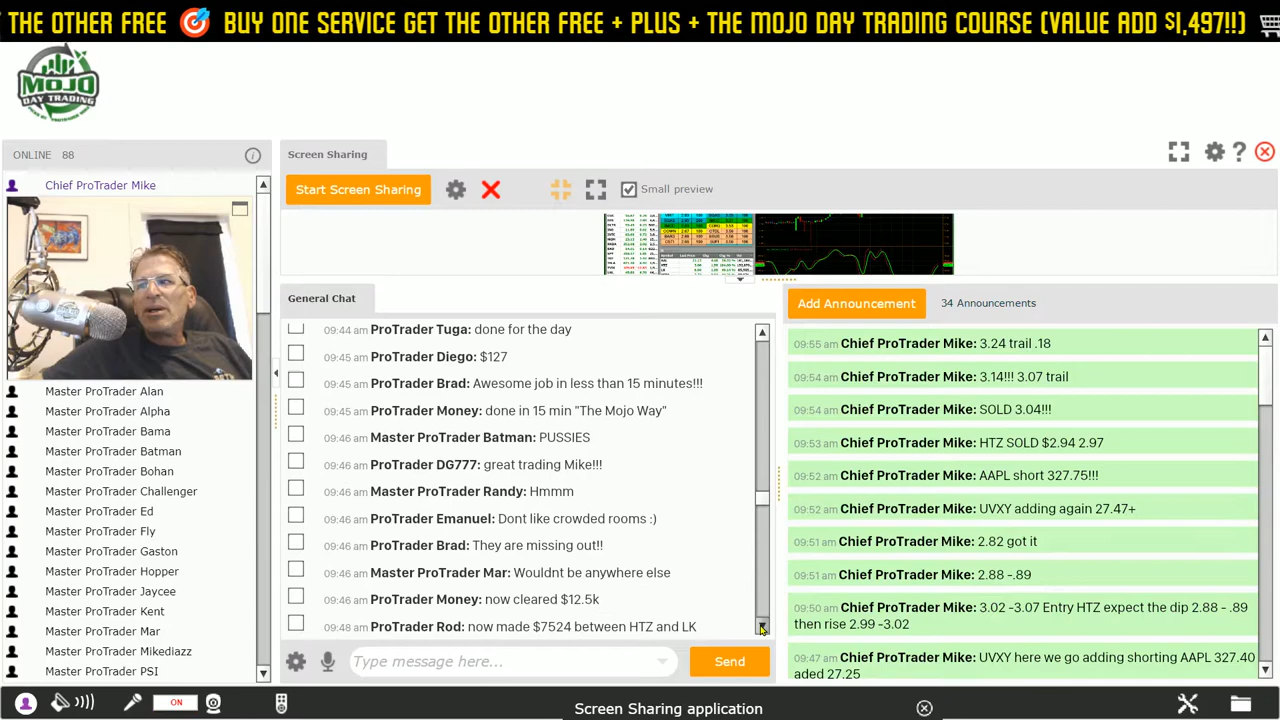 THE OTHER FREE 🎯 BUY ONE SERVICE GET THE OTHER FREE + PLUS + THE MOJO DAY TRADING COURSE (VALUE ADD $1,497!!)
MOJO
DAY TRADING
ONLINE 88
Chief ProTrader Mike
Master ProTrader Alan
Master ProTrader Alpha
Master ProTrader Bama
Master ProTrader Batman
Master ProTrader Bohan
Master ProTrader Challenger
Master ProTrader Ed
Master ProTrader Fly
Master ProTrader Gaston
Master ProTrader Hopper
Master ProTrader Jaycee
Master ProTrader Kent
Master ProTrader Mar
Master ProTrader Mikediazz
Master ProTrader PSI
Screen Sharing
Start Screen Sharing
Small preview
General Chat
09:44 am ProTrader Tuga: done for the day
09:45 am ProTrader Diego: $127
09:45 am ProTrader Brad: Awesome job in less than 15 minutes!!!
09:45 am ProTrader Money: done in 15 min "The Mojo Way"
09:46 am Master ProTrader Batman: PUSSIES
09:46 am ProTrader DG777: great trading Mike!!!
09:46 am Master ProTrader Randy: Hmmm
09:46 am ProTrader Emanuel: Dont like crowded rooms :)
09:46 am ProTrader Brad: They are missing out!!
09:46 am Master ProTrader Mar: Wouldnt be anywhere else
09:46 am ProTrader Money: now cleared $12.5k
09:48 am ProTrader Rod: now made $7524 between HTZ and LK
Type message here...
Send
Add Announcement
34 Announcements
09:55 am Chief ProTrader Mike: 3.24 trail .18
09:54 am Chief ProTrader Mike: 3.14!!! 3.07 trail
09:54 am Chief ProTrader Mike: SOLD 3.04!!!
09:53 am Chief ProTrader Mike: HTZ SOLD $2.94 2.97
09:52 am Chief ProTrader Mike: AAPL short 327.75!!!
09:52 am Chief ProTrader Mike: UVXY adding again 27.47+
09:51 am Chief ProTrader Mike: 2.82 got it
09:51 am Chief ProTrader Mike: 2.88 -.89
09:50 am Chief ProTrader Mike: 3.02 -3.07 Entry HTZ expect the dip 2.88 - .89
then rise 2.99 -3.02
09:47 am Chief ProTrader Mike: UVXY here we go adding shorting AAPL 327.40
aded 27.25
ON
Screen Sharing application